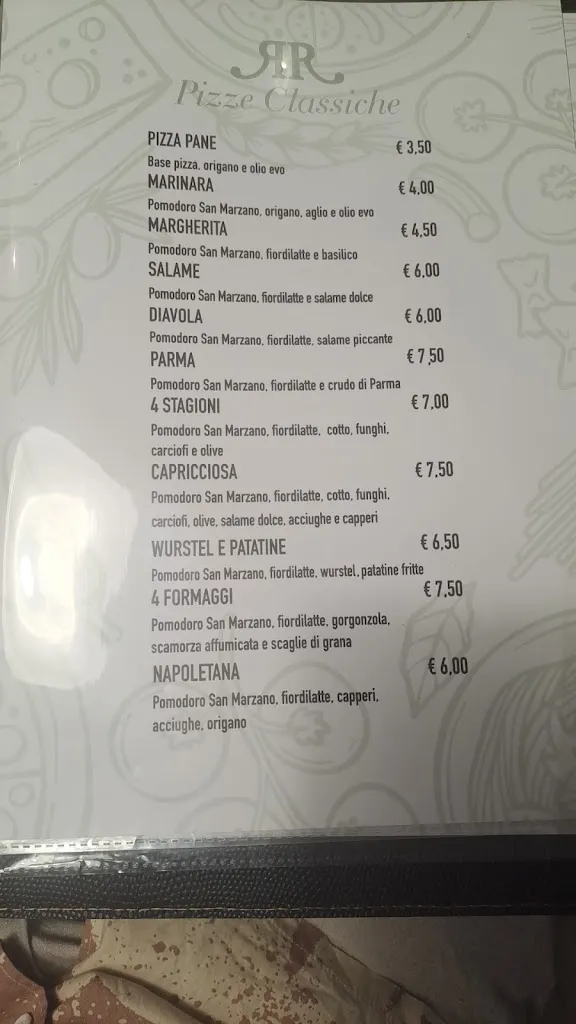 RR
Pizze Classiche
PIZZA PANE € 3,50
Base pizza, origano e olio evo
MARINARA € 4,00
Pomodoro San Marzano, origano, aglio e olio evo
MARGHERITA € 4,50
Pomodoro San Marzano, fiordilatte e basilico
SALAME € 6,00
Pomodoro San Marzano, fiordilatte e salame dolce
DIAVOLA € 6,00
Pomodoro San Marzano, fiordilatte, salame piccante
PARMA € 7,50
Pomodoro San Marzano, fiordilatte e crudo di Parma
4 STAGIONI € 7,00
Pomodoro San Marzano, fiordilatte, cotto, funghi,
carciofi e olive
CAPRICCIOSA € 7,50
Pomodoro San Marzano, fiordilatte, cotto, funghi,
carciofi, olive, salame dolce, acciughe e capperi
WURSTEL E PATATINE € 6,50
Pomodoro San Marzano, fiordilatte, wurstel, patatine fritte
4 FORMAGGI € 7,50
Pomodoro San Marzano, fiordilatte, gorgonzola,
scamorza affumicata e scaglie di grana
NAPOLETANA € 6,00
Pomodoro San Marzano, fiordilatte, capperi,
acciughe, origano